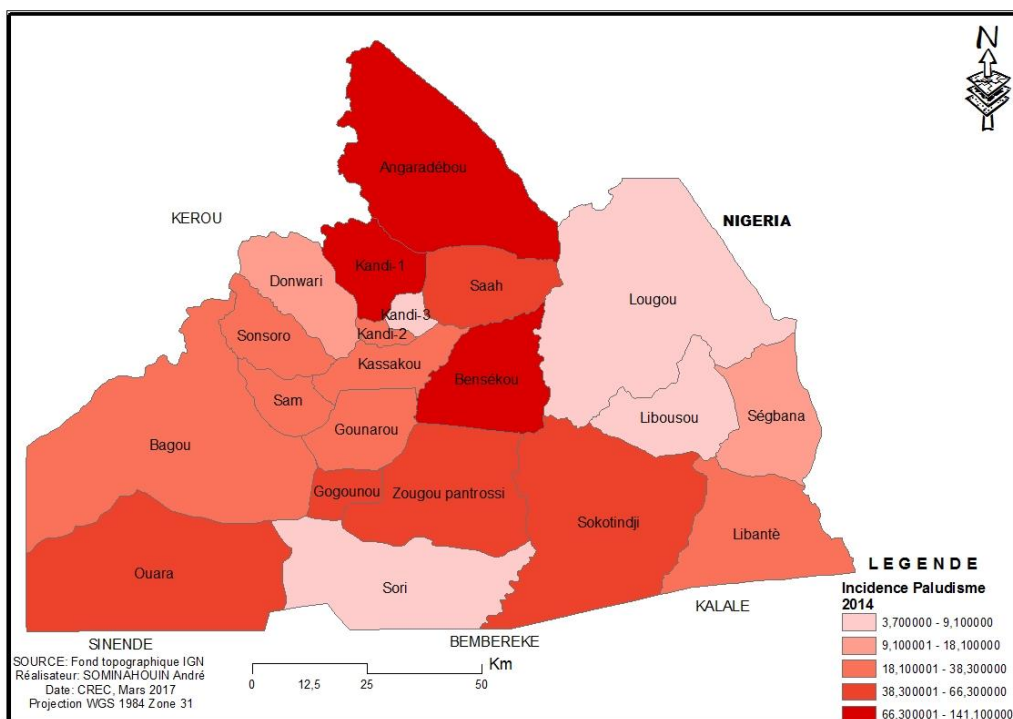 N
Angaradébou
KEROU
NIGERIA
Kandi-1
Donwari
Saah
Lougou
Kandi-3
Kandi-2
Sonsoro
Kassakou
Bensékou
Sam
Libousou
Ségbana
Gounarou
Bagou
Gogounou
Zougou pantrossi
Sokotindji
Libantè
Ouara
Sori
KALALE
SINENDE
BEMBEREKE
LEGENDE
Incidence Paludisme
2014
3,700000 - 9,100000
9,100001 - 18,100000
18,100001 - 38,300000
38,300001 - 66,300000
66,300001 - 141,100000
SOURCE: Fond topographique IGN
Réalisateur: SOMINAHOUIN André
Date: CREC, Mars 2017
Projection WGS 1984 Zone 31
Km
0 12,5 25 50